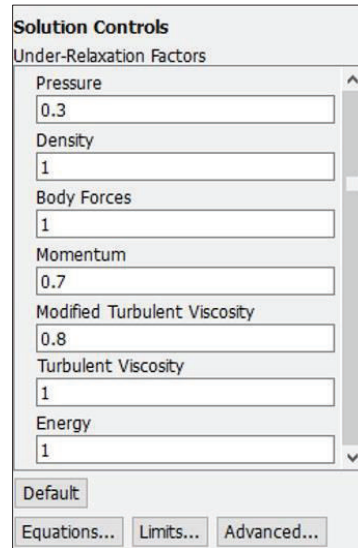 Solution Controls
Under-Relaxation Factors
Pressure
0.3
Density
1
Body Forces
1
Momentum
0.7
Modified Turbulent Viscosity
0.8
Turbulent Viscosity
1
Energy
1
Default
Equations... Limits... Advanced...